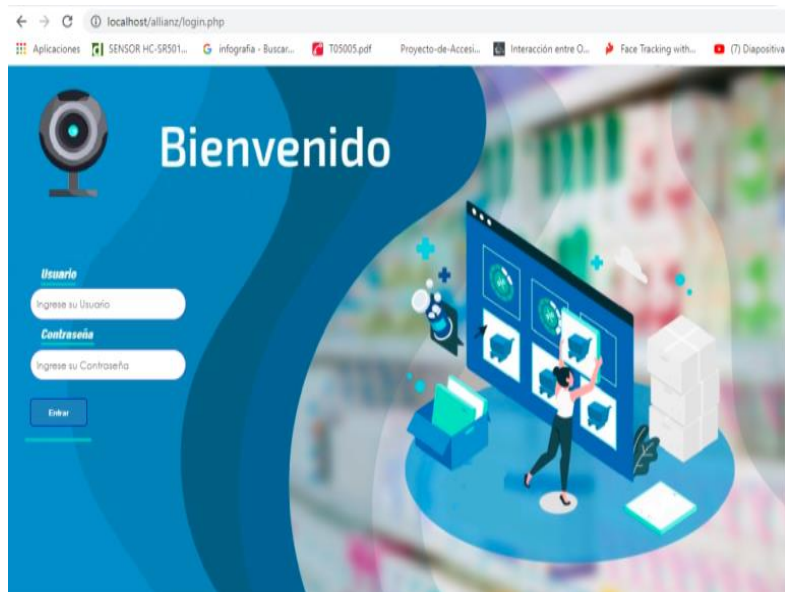 localhost/allianz/login.php
Aplicaciones SENSOR HC-SR501... infografia - Buscar... T05005.pdf Proyecto-de-Accesi... Interacción entre O... Face Tracking with... (7) Diapositiva
Bienvenido
Usuario
Ingrese su Usuario
Contraseña
Ingrese su Contraseña
Entrar